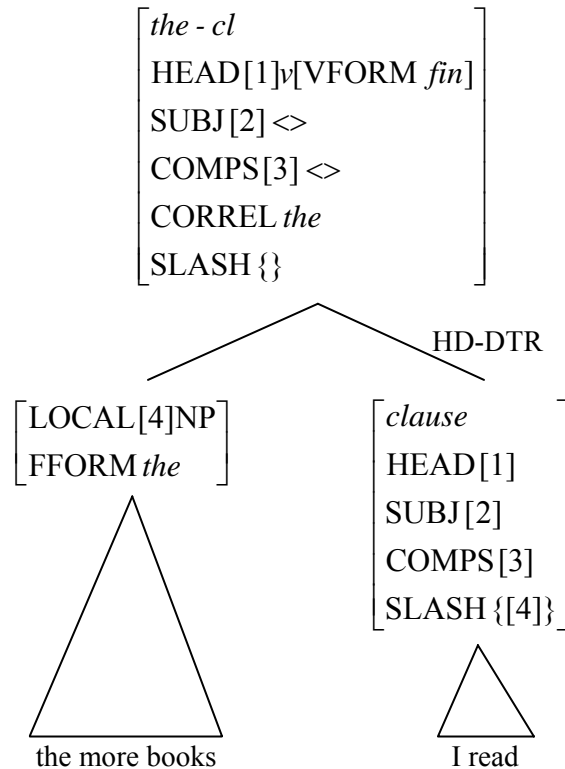 the - cl
HEAD[1]v[VFORM fin]
SUBJ[2]<>
COMPS[3]<>
CORREL the
SLASH{}
HD-DTR
LOCAL[4]NP
FFORM the
clause
HEAD[1]
SUBJ[2]
COMPS[3]
SLASH{[4]}
the more books
I read